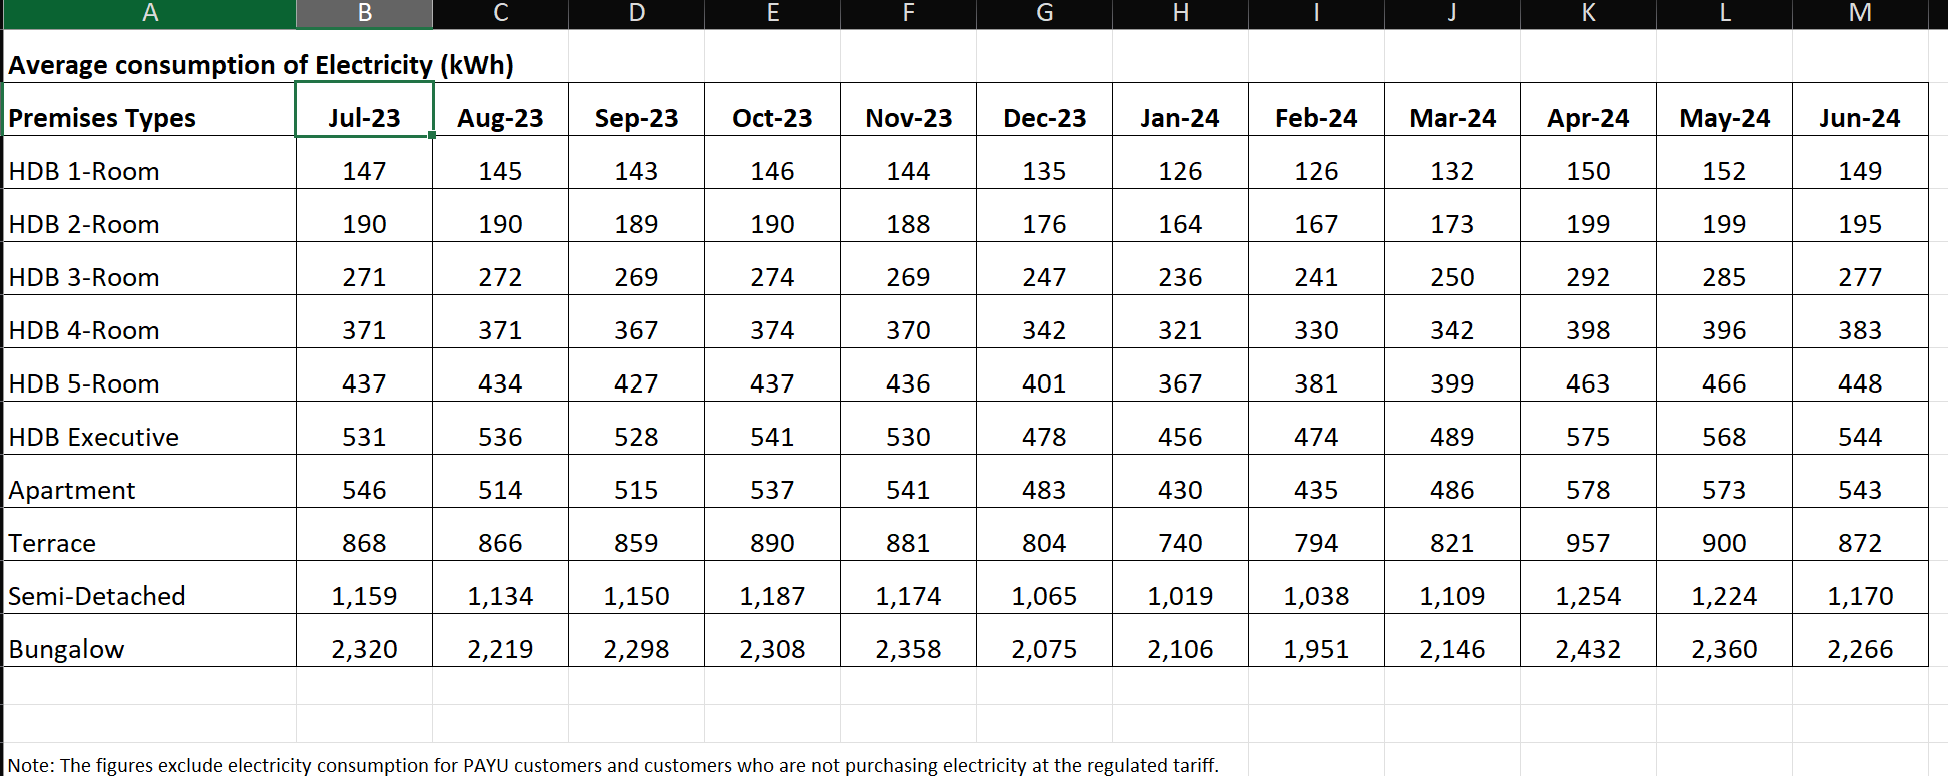 A B C D E F G H I J K L M
Average consumption of Electricity (kWh)
Premises Types Jul-23 Aug-23 Sep-23 Oct-23 Nov-23 Dec-23 Jan-24 Feb-24 Mar-24 Apr-24 May-24 Jun-24
HDB 1-Room 147 145 143 146 144 135 126 126 132 150 152 149
HDB 2-Room 190 190 189 190 188 176 164 167 173 199 199 195
HDB 3-Room 271 272 269 274 269 247 236 241 250 292 285 277
HDB 4-Room 371 371 367 374 370 342 321 330 342 398 396 383
HDB 5-Room 437 434 427 437 436 401 367 381 399 463 466 448
HDB Executive 531 536 528 541 530 478 456 474 489 575 568 544
Apartment 546 514 515 537 541 483 430 435 486 578 573 543
Terrace 868 866 859 890 881 804 740 794 821 957 900 872
Semi-Detached 1,159 1,134 1,150 1,187 1,174 1,065 1,019 1,038 1,109 1,254 1,224 1,170
Bungalow 2,320 2,219 2,298 2,308 2,358 2,075 2,106 1,951 2,146 2,432 2,360 2,266
Note: The figures exclude electricity consumption for PAYU customers and customers who are not purchasing electricity at the regulated tariff.